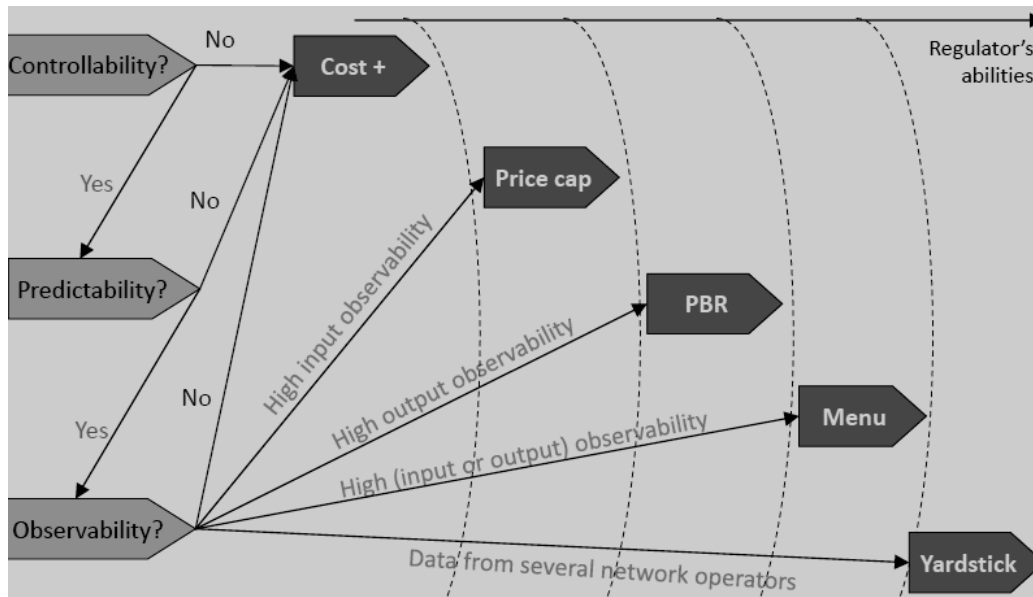 No
Controllability?
Cost +
Regulator's
abilities
Yes
No
Price cap
High input observability
Predictability?
PBR
High output observability
No
Yes
Menu
High (input or output) observability
Observability?
Data from several network operators
Yardstick